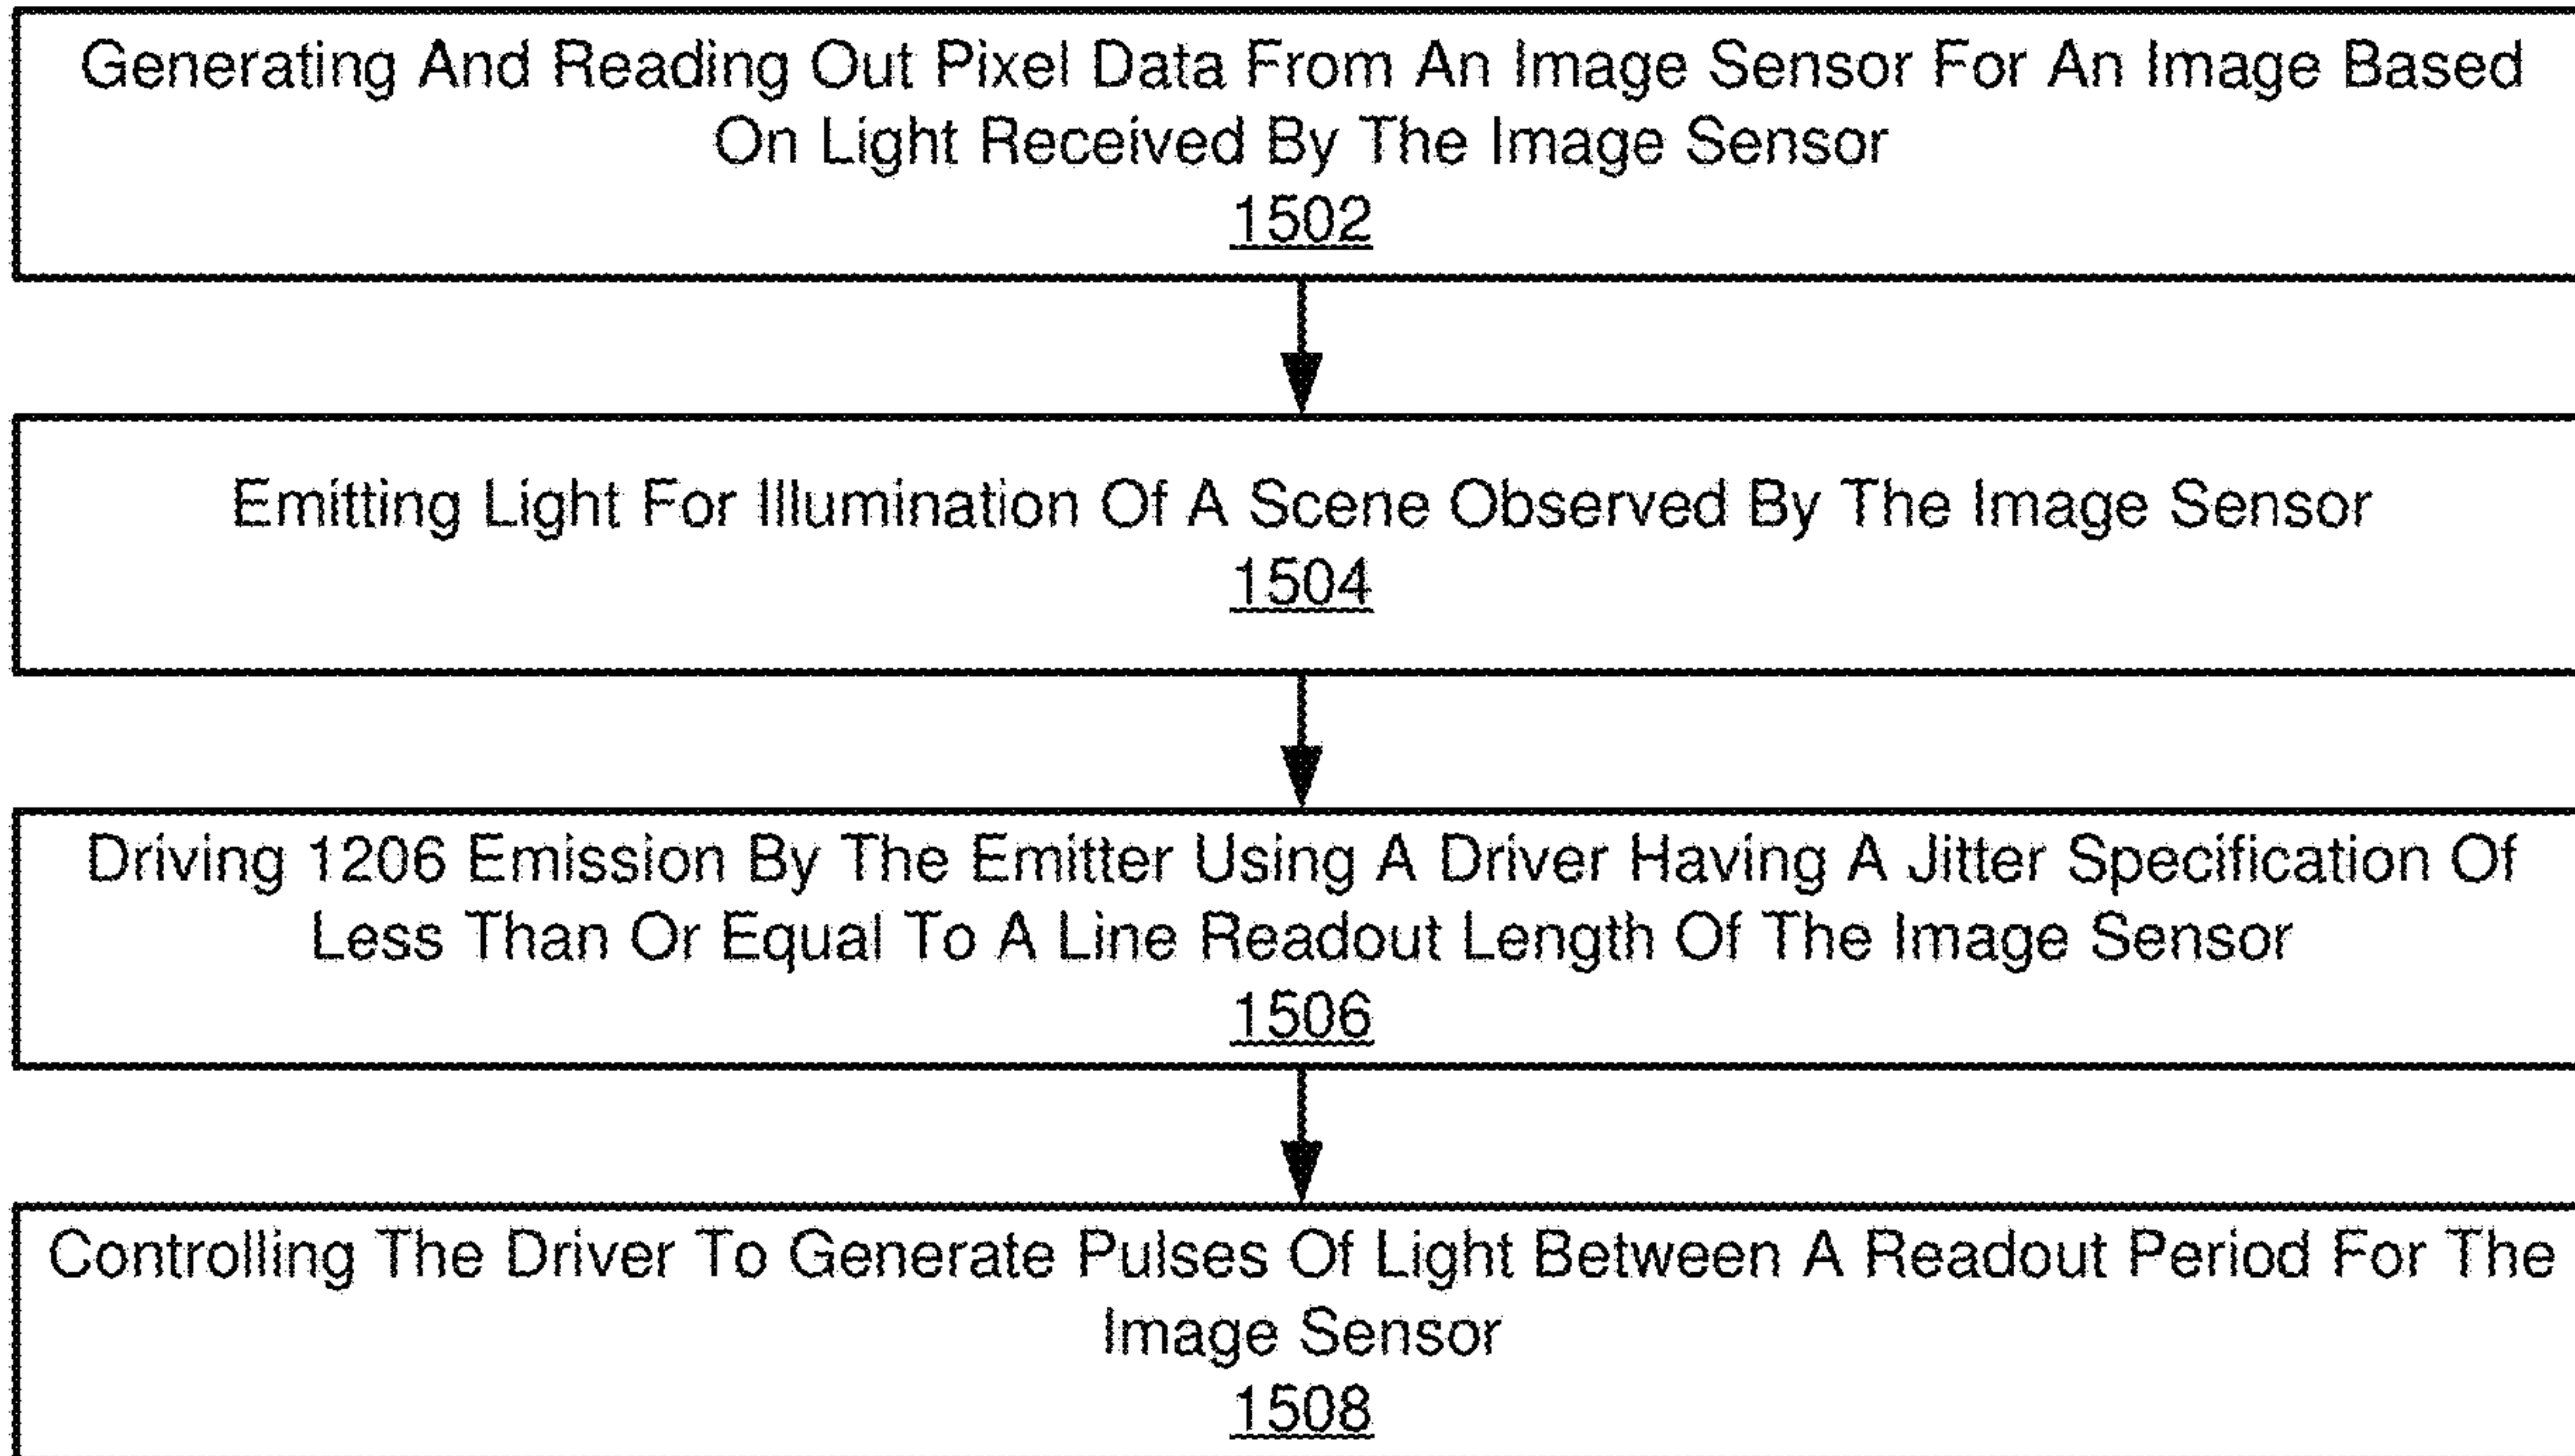 Generating And Reading Out Pixel Data From An Image Sensor For An Image Based
On Light Received By The Image Sensor
1502
Emitting Light For Illumination Of A Scene Observed By The Image Sensor
1504
Driving 1206 Emission By The Emitter Using A Driver Having A Jitter Specification Of
Less Than Or Equal To A Line Readout Length Of The Image Sensor
1506
Controlling The Driver To Generate Pulses Of Light Between A Readout Period For The
Image Sensor
1508